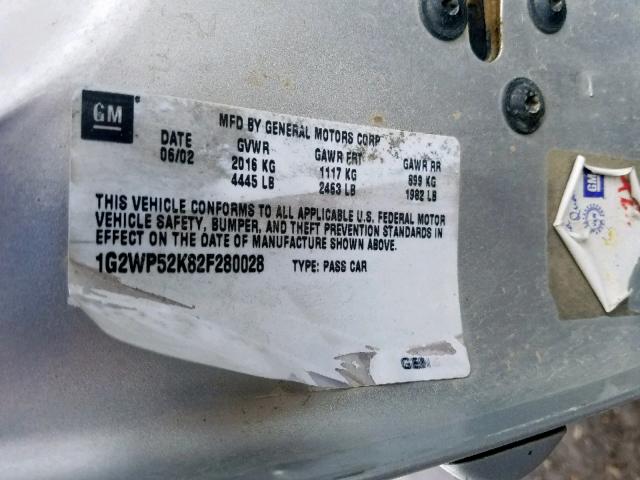 GM
MFD BY GENERAL MOTORS CORP
DATE GVWR GAWR FRT GAWR RR
06/02 2016 KG 1117 KG 899 KG
4445 LB 2463 LB 1982 LB
THIS VEHICLE CONFORMS TO ALL APPLICABLE U.S. FEDERAL MOTOR
VEHICLE SAFETY, BUMPER, AND THEFT PREVENTION STANDARDS IN
EFFECT ON THE DATE OF MANUFACTURE SHOWN ABOVE.
1G2WP52K82F280028 TYPE: PASS CAR
GM